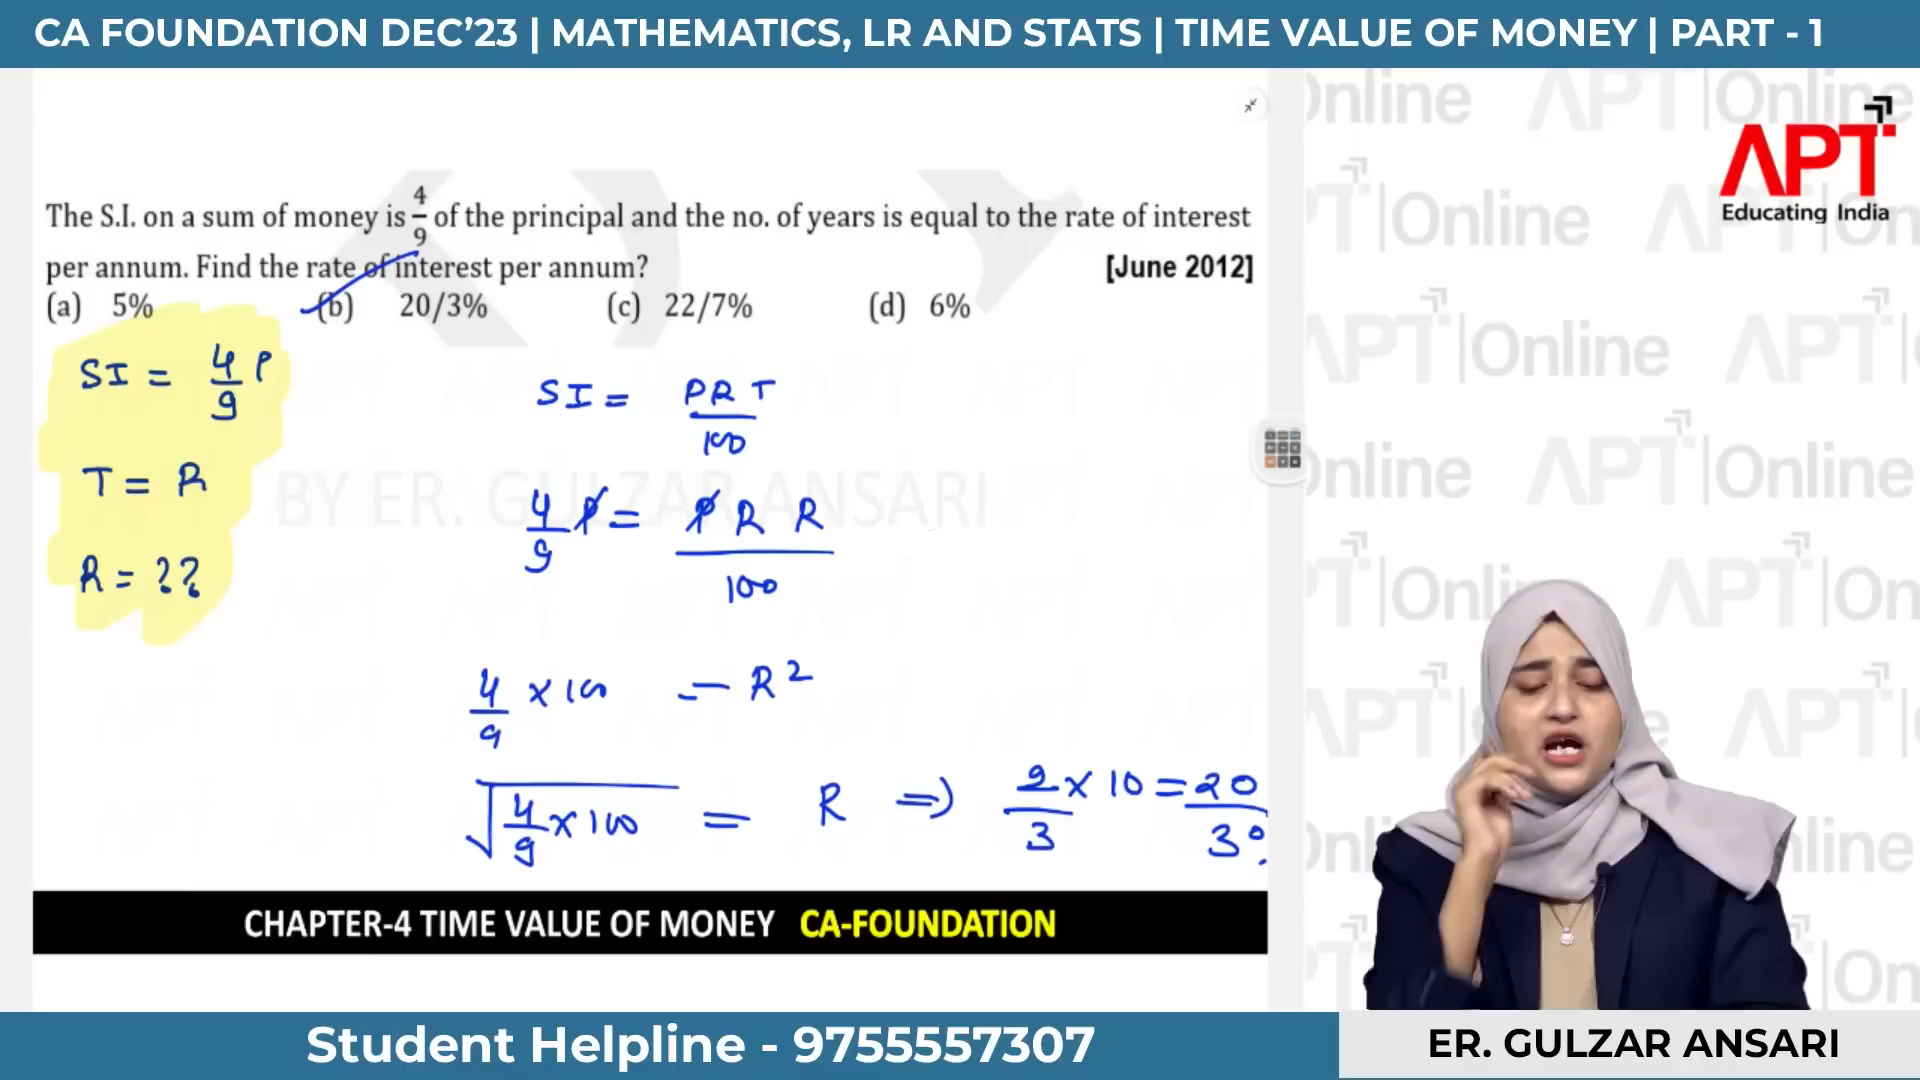 CA FOUNDATION DEC’23 | MATHEMATICS, LR AND STATS | TIME VALUE OF MONEY | PART - 1
APT
Educating India
The S.I. on a sum of money is 4/9 of the principal and the no. of years is equal to the rate of interest
per annum. Find the rate of interest per annum? [June 2012]
(a) 5% (b) 20/3% (c) 22/7% (d) 6%
SI = 4/9 P
T = R
R = ??
SI = PRT/100
4/9 P = P R R/100
4/9 × 100 = R²
√4/9 × 100 = R => 2/3 × 10 = 20/3 %
BY ER. GULZAR ANSARI
CHAPTER-4 TIME VALUE OF MONEY CA-FOUNDATION
Student Helpline - 9755557307
ER. GULZAR ANSARI